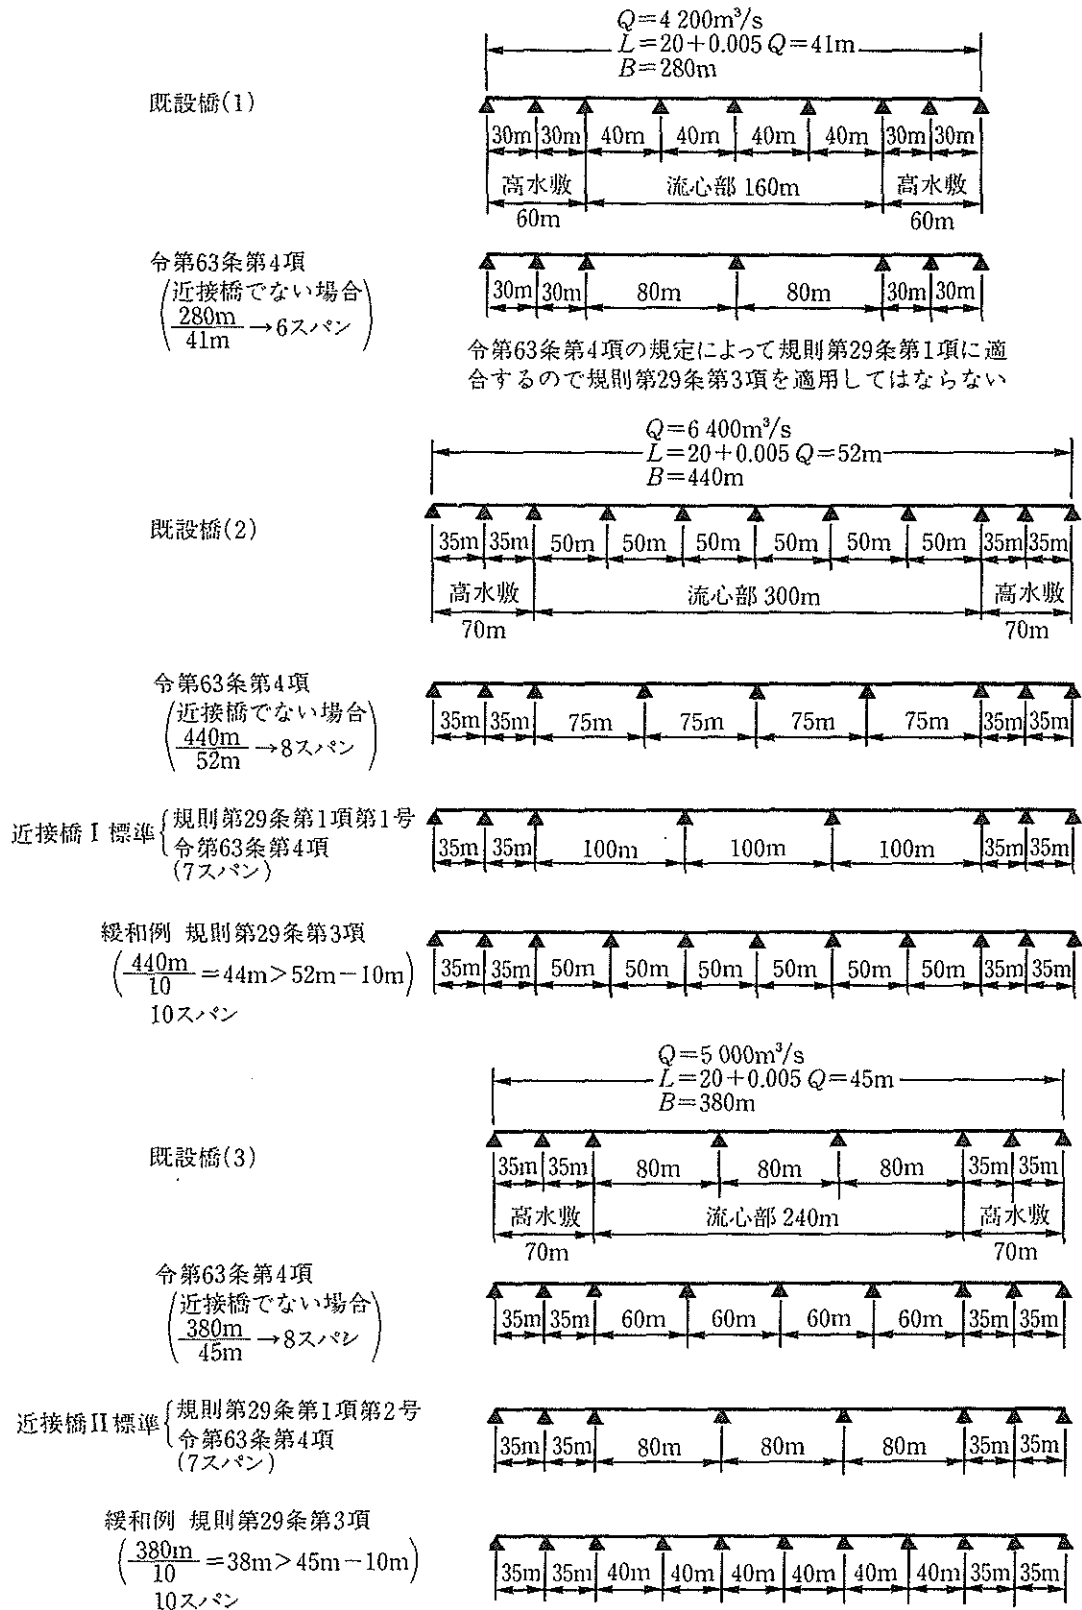 Q=4 200m³/s
L=20+0.005 Q=41m
B=280m
既設橋(1)
30m 30m 40m 40m 40m 40m 30m 30m
高水敷 流心部 160m 高水敷
60m 60m
令第63条第4項
(近接橋でない場合)
280m/41m→6スパン
30m 30m 80m 80m 30m 30m
令第63条第4項の規定によって規則第29条第1項に適
合するので規則第29条第3項を適用してはならない
Q=6 400m³/s
L=20+0.005 Q=52m
B=440m
既設橋(2)
35m 35m 50m 50m 50m 50m 50m 50m 35m 35m
高水敷 流心部 300m 高水敷
70m 70m
令第63条第4項
(近接橋でない場合)
440m/52m→8スパン
35m 35m 75m 75m 75m 75m 35m 35m
近接橋Ⅰ標準{規則第29条第1項第1号
令第63条第4項
(7スパン)
35m 35m 100m 100m 100m 35m 35m
緩和例 規則第29条第3項
(440m/10=44m>52m-10m)
10スパン
35m 35m 50m 50m 50m 50m 50m 50m 35m 35m
Q=5 000m³/s
L=20+0.005 Q=45m
B=380m
既設橋(3)
35m 35m 80m 80m 80m 35m 35m
高水敷 流心部 240m 高水敷
70m 70m
令第63条第4項
(近接橋でない場合)
380m/45m→8スパン
35m 35m 60m 60m 60m 60m 35m 35m
近接橋Ⅱ標準{規則第29条第1項第2号
令第63条第4項
(7スパン)
35m 35m 80m 80m 80m 35m 35m
緩和例 規則第29条第3項
(380m/10=38m>45m-10m)
10スパン
35m 35m 40m 40m 40m 40m 40m 40m 35m 35m